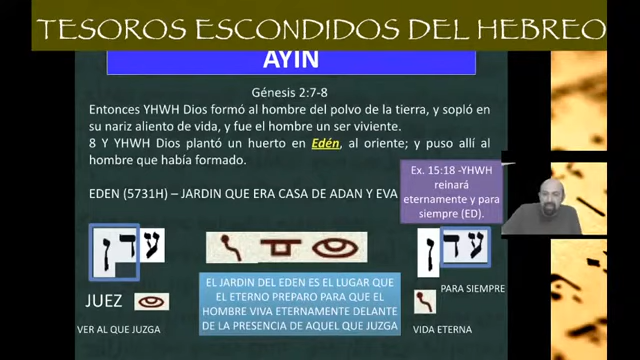 TESOROS ESCONDIDOS DEL HEBREO
AYIN
Génesis 2:7-8
Entonces YHWH Dios formó al hombre del polvo de la tierra, y sopló en
su nariz aliento de vida, y fue el hombre un ser viviente.
8 Y YHWH Dios plantó un huerto en Edén, al oriente; y puso allí al
hombre que había formado.
Ex. 15:18 -YHWH
reinará
eternamente y para
siempre (ED).
EDEN (5731H) – JARDIN QUE ERA CASA DE ADAN Y EVA
עדן
עדן
JUEZ
VER AL QUE JUZGA
EL JARDIN DEL EDEN ES EL LUGAR QUE
EL ETERNO PREPARO PARA QUE EL
HOMBRE VIVA ETERNAMENTE DELANTE
DE LA PRESENCIA DE AQUEL QUE JUZGA
PARA SIEMPRE
VIDA ETERNA